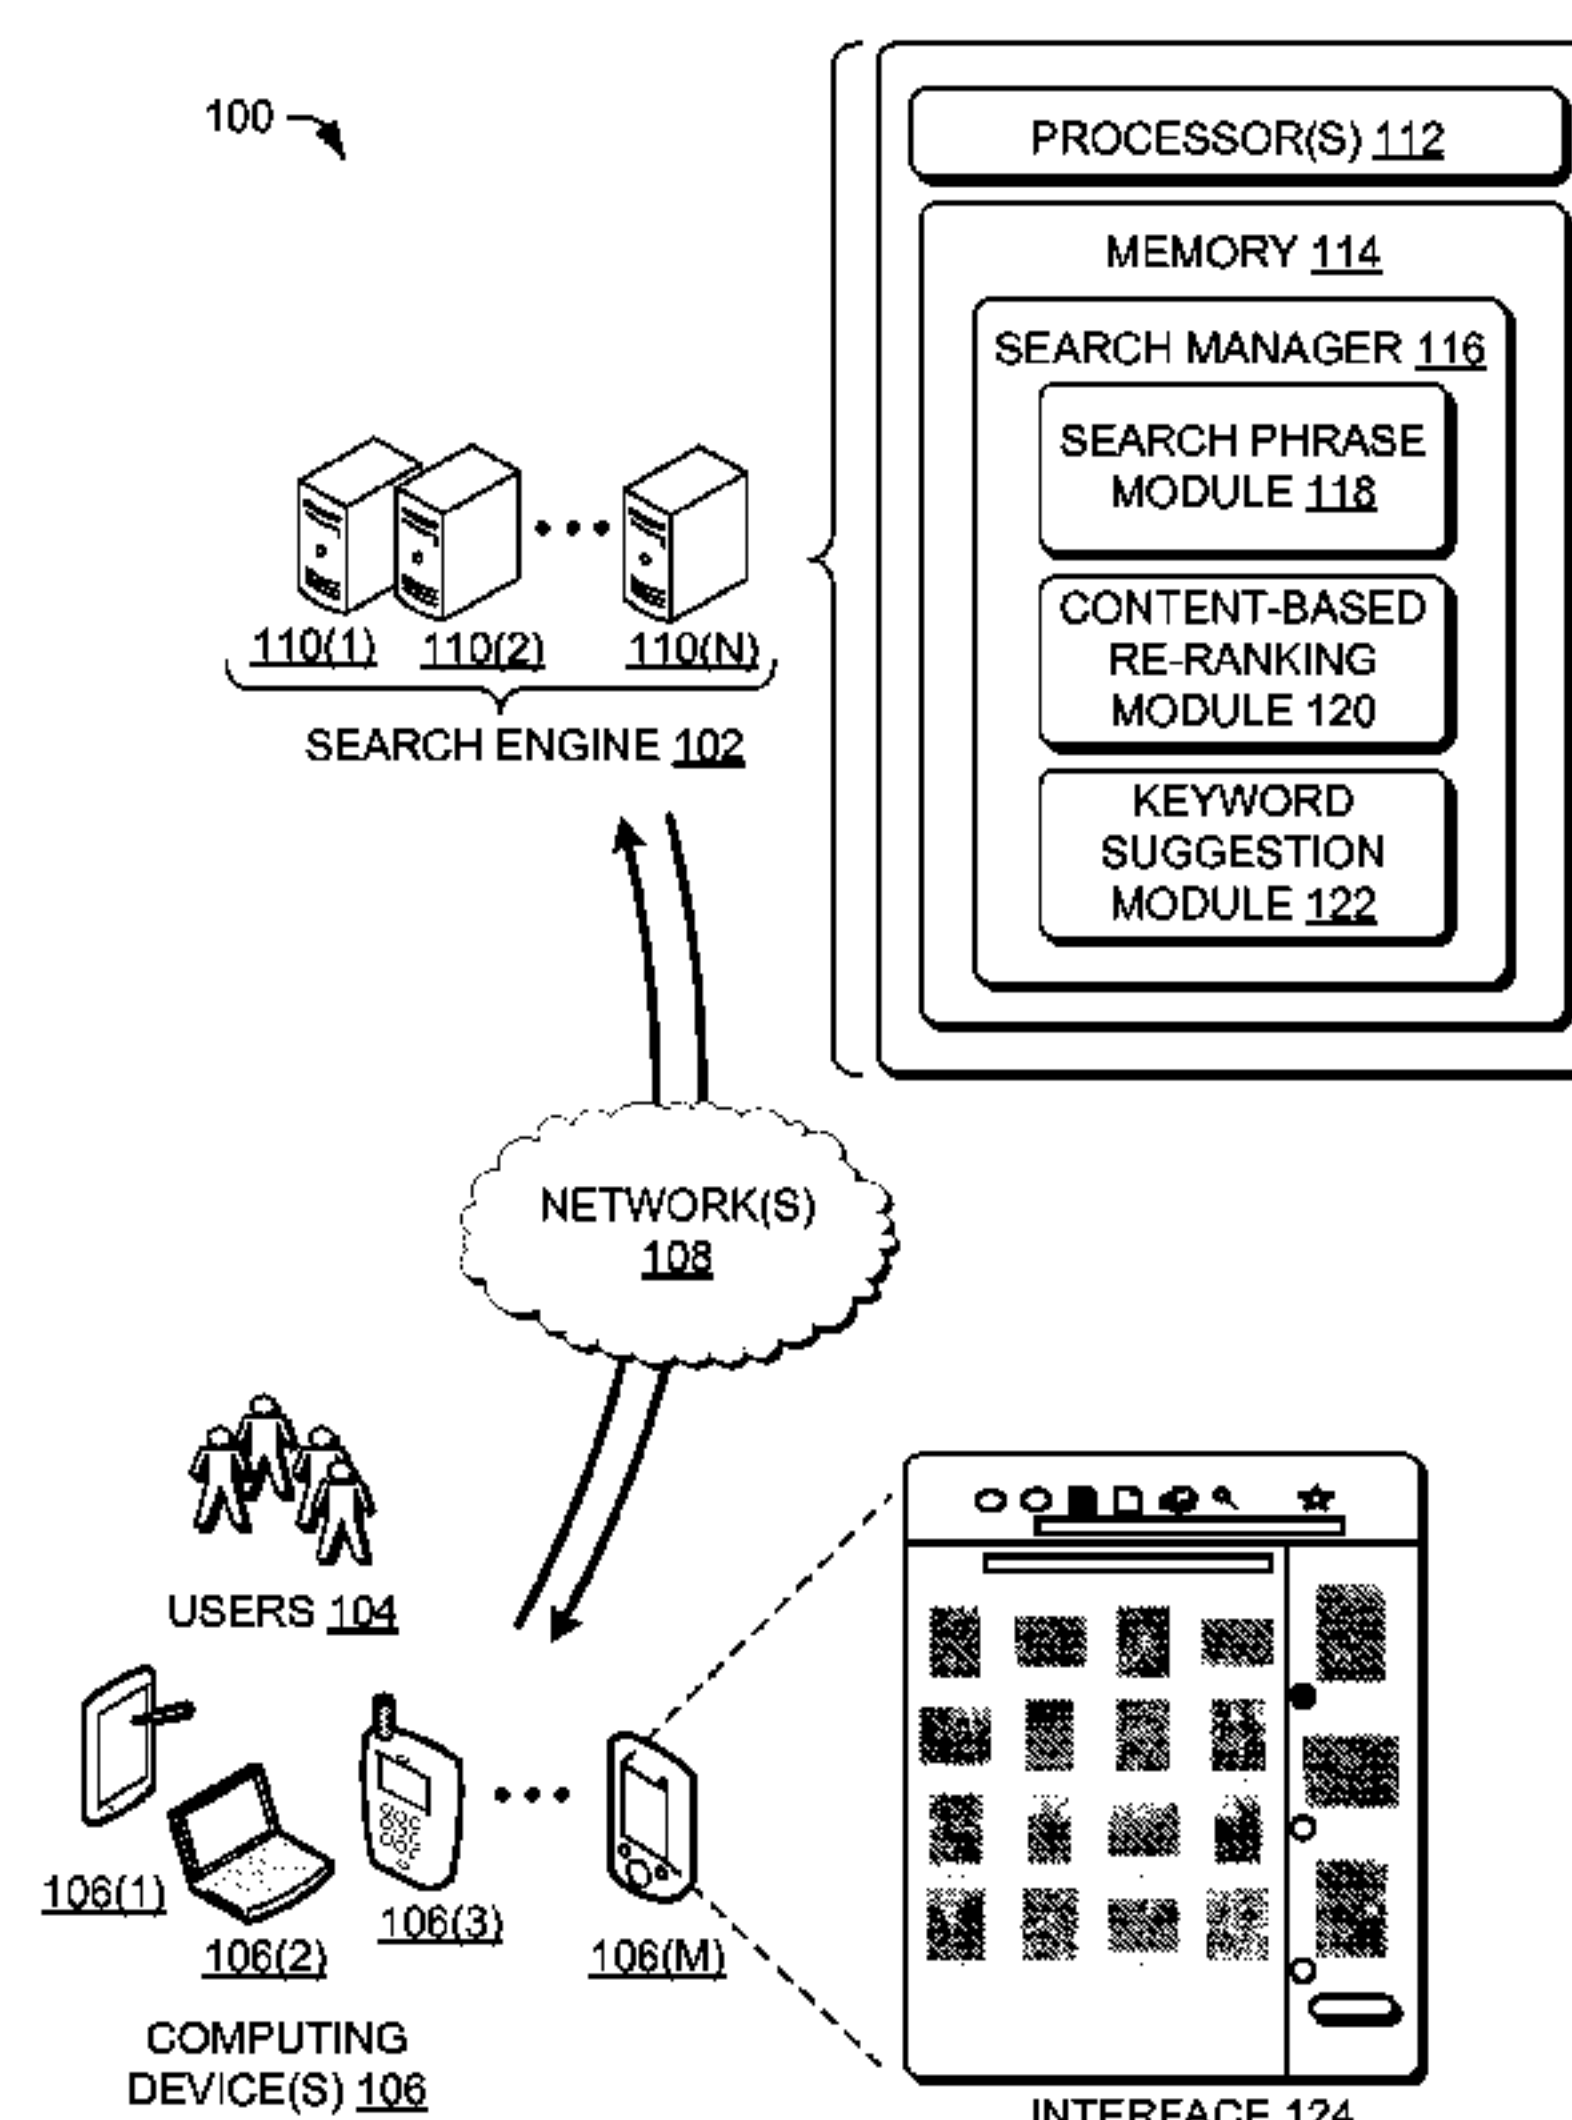 100
PROCESSOR(S) 112
MEMORY 114
SEARCH MANAGER 116
SEARCH PHRASE
MODULE 118
CONTENT-BASED
RE-RANKING
MODULE 120
KEYWORD
SUGGESTION
MODULE 122
110(1) 110(2) 110(N)
SEARCH ENGINE 102
NETWORK(S)
108
USERS 104
106(1)
106(2)
106(3)
106(M)
COMPUTING
DEVICE(S) 106
INTERFACE 124